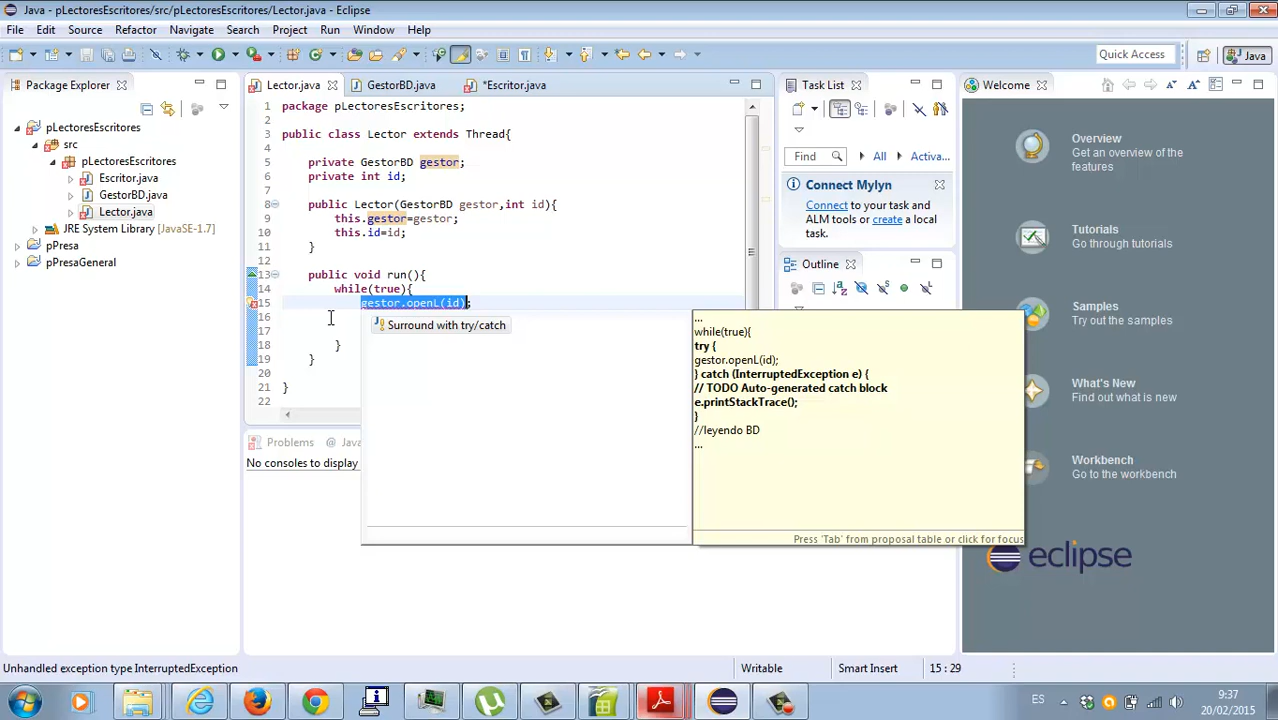 Java - pLectoresEscritores/src/pLectoresEscritores/Lector.java - Eclipse
File Edit Source Refactor Navigate Search Project Run Window Help
Quick Access
Java
Package Explorer
pLectoresEscritores
src
pLectoresEscritores
Escritor.java
GestorBD.java
Lector.java
JRE System Library [JavaSE-1.7]
pPresa
pPresaGeneral
Lector.java GestorBD.java *Escritor.java
1 package pLectoresEscritores;
2
3 public class Lector extends Thread{
4
5 private GestorBD gestor;
6 private int id;
7
8 public Lector(GestorBD gestor,int id){
9 this.gestor=gestor;
10 this.id=id;
11 }
12
13 public void run(){
14 while(true){
15 gestor.openL(id);
16
17
18 }
19 }
20
21 }
22
Surround with try/catch
...
while(true){
try {
gestor.openL(id);
} catch (InterruptedException e) {
// TODO Auto-generated catch block
e.printStackTrace();
}
//leyendo BD
...
Press 'Tab' from proposal table or click for focus
Problems @ Jav
No consoles to display
Task List
Find All Activa...
Connect Mylyn
Connect to your task and
ALM tools or create a local
task.
Outline
Welcome
Overview
Get an overview of the
features
Tutorials
Go through tutorials
Samples
Try out the samples
What's New
Find out what is new
Workbench
Go to the workbench
eclipse
Unhandled exception type InterruptedException
Writable
Smart Insert
15 : 29
ES
9:37
20/02/2015